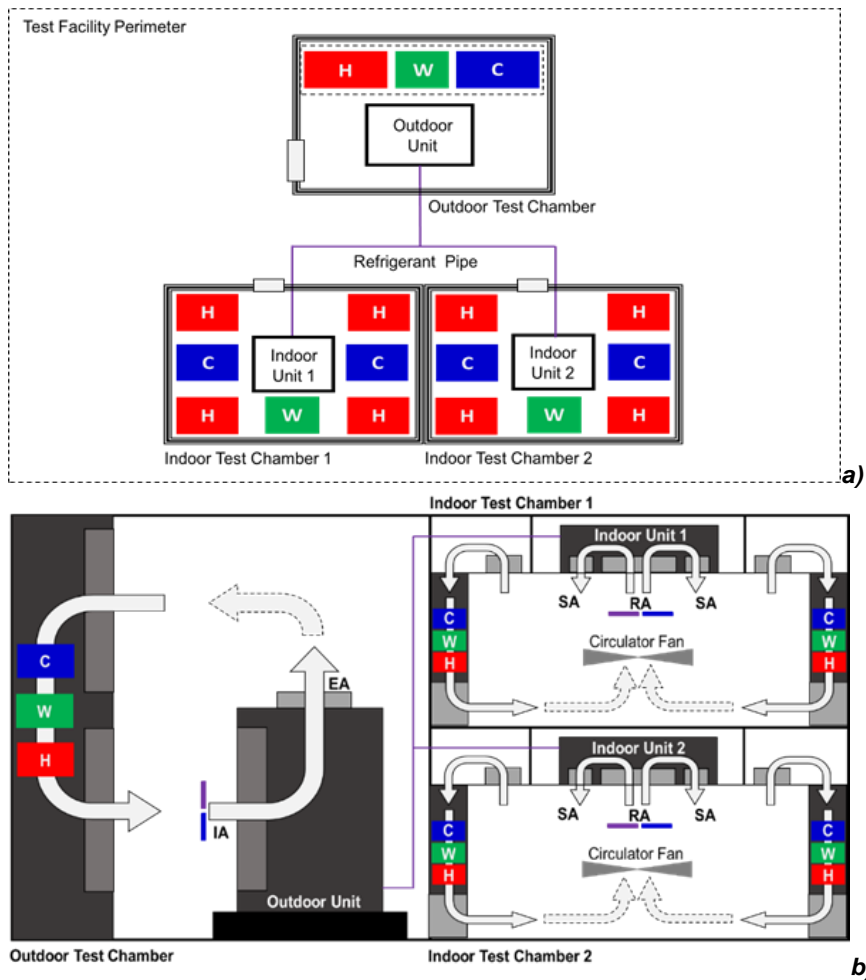 Test Facility Perimeter
H W C
Outdoor
Unit
Outdoor Test Chamber
Refrigerant Pipe
H H H H
Indoor
Unit 1
Indoor
Unit 2
C C C C
H W H H W H
Indoor Test Chamber 1 Indoor Test Chamber 2
a)
Indoor Test Chamber 1
Indoor Unit 1
SA RA SA
C C
W W
H H
Circulator Fan
C
W
H
EA
IA
Outdoor Unit
Indoor Unit 2
SA RA SA
C C
W W
H H
Circulator Fan
Outdoor Test Chamber Indoor Test Chamber 2
b